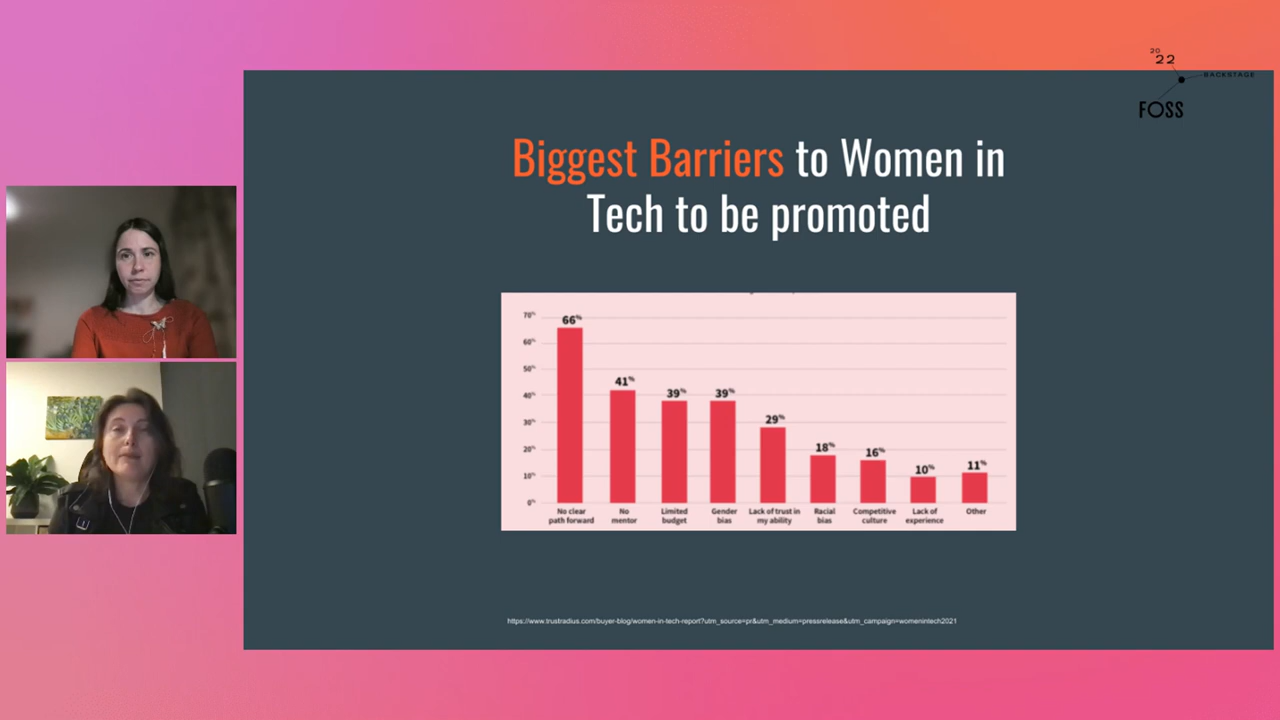 20
22
BACKSTAGE
FOSS
Biggest Barriers to Women in
Tech to be promoted
70%
60%
50%
40%
30%
20%
10%
0%
66%
41%
39%
39%
29%
18%
16%
10%
11%
No clear
path forward
No
mentor
Limited
budget
Gender
bias
Lack of trust in
my ability
Racial
bias
Competitive
culture
Lack of
experience
Other
https://www.trustradius.com/buyer-blog/women-in-tech-report?utm_source=pr&utm_medium=pressrelease&utm_campaign=womenintech2021